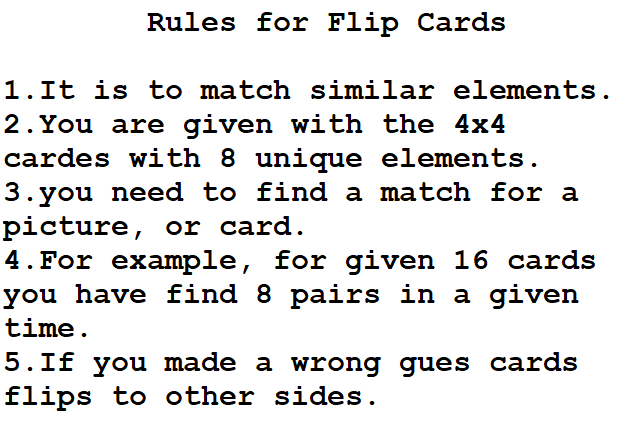 Rules for Flip Cards
1.It is to match similar elements.
2.You are given with the 4x4
cardes with 8 unique elements.
3.you need to find a match for a
picture, or card.
4.For example, for given 16 cards
you have find 8 pairs in a given
time.
5.If you made a wrong gues cards
flips to other sides.